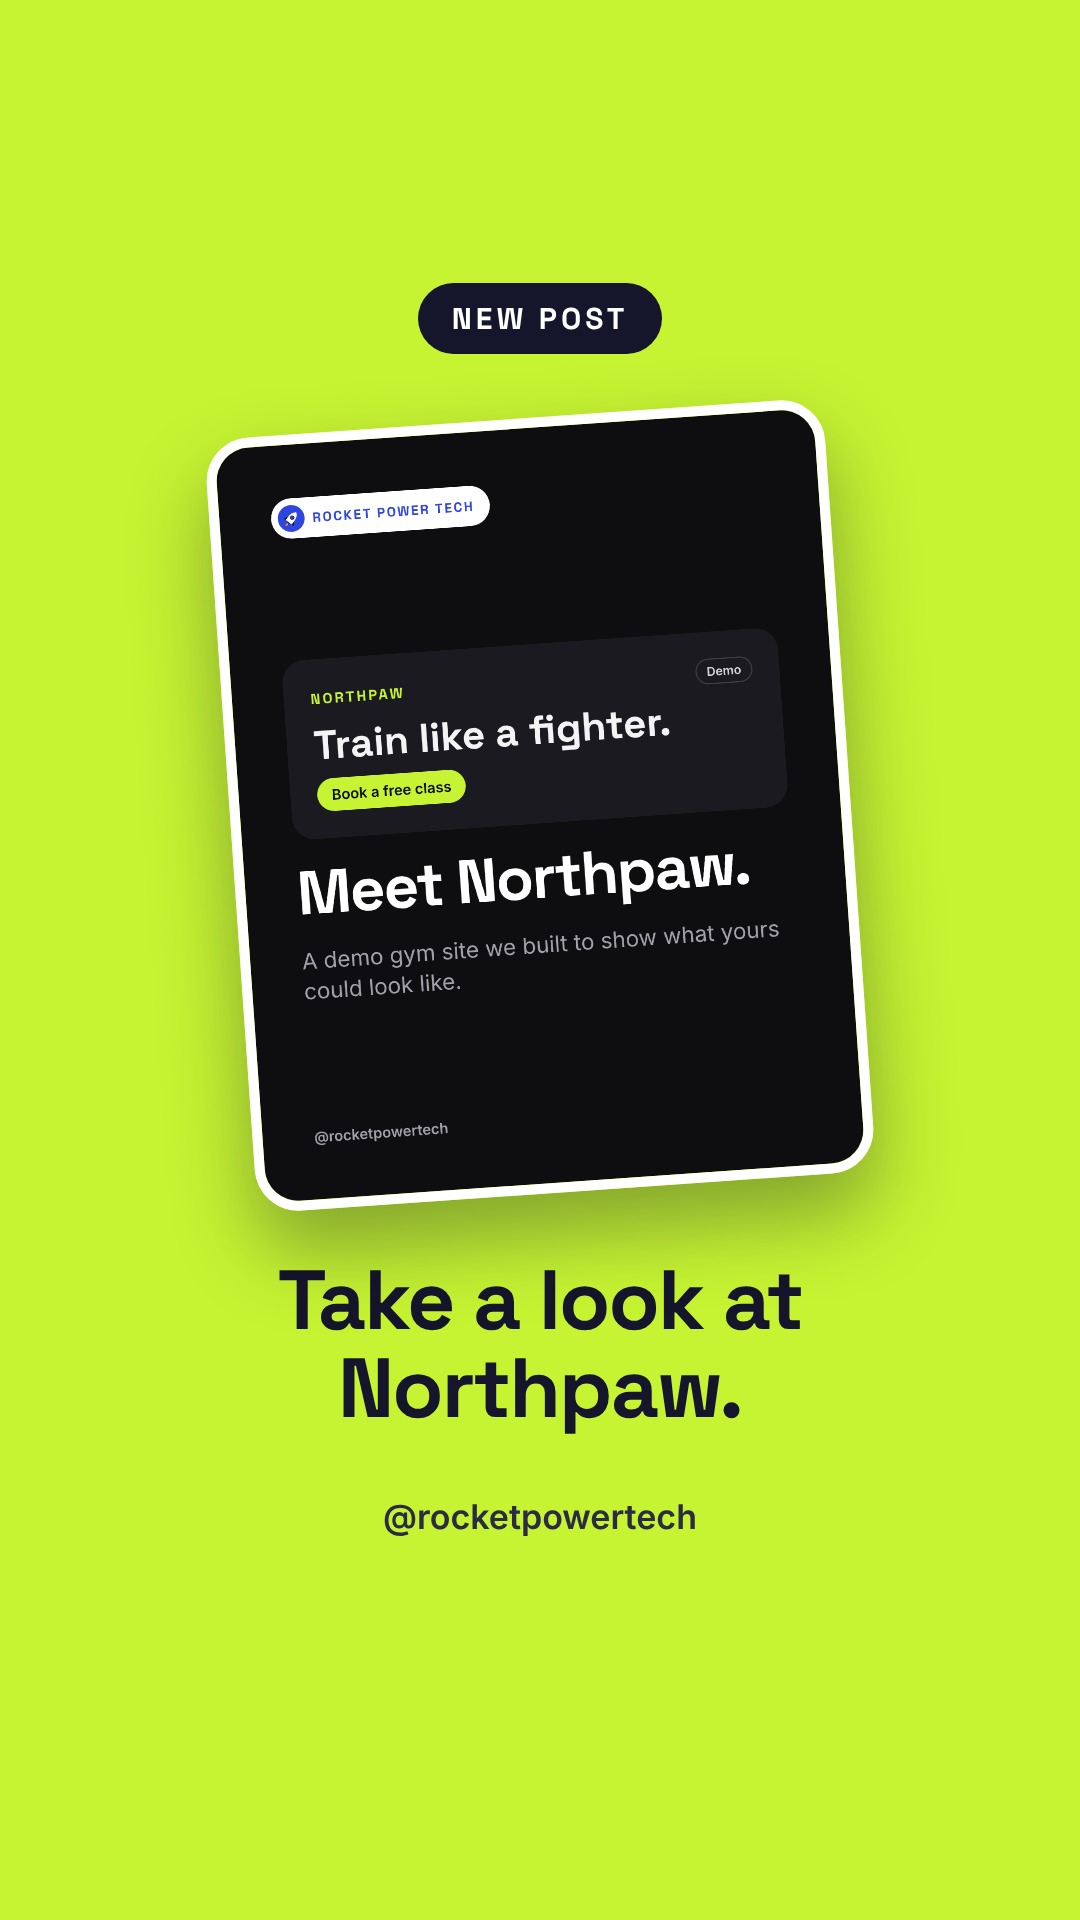 NEW POST
ROCKET POWER TECH
NORTHPAW
Demo
Train like a fighter.
Book a free class
Meet Northpaw.
A demo gym site we built to show what yours
could look like.
@rocketpowertech
Take a look at
Northpaw.
@rocketpowertech